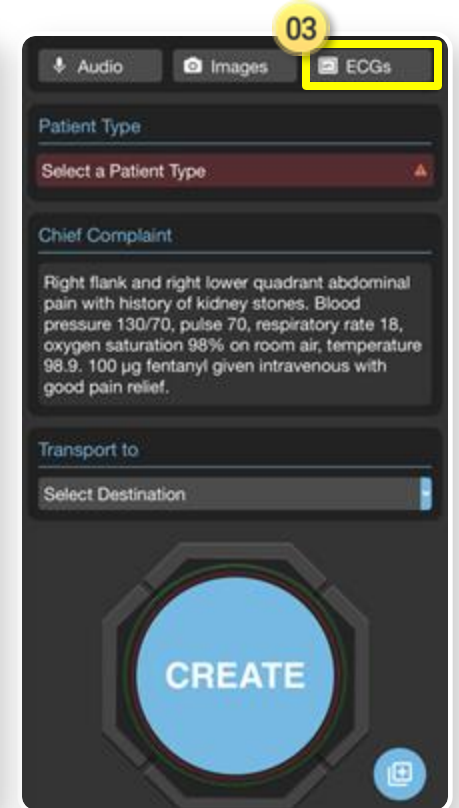 03
Audio Images ECGs
Patient Type
Select a Patient Type
Chief Complaint
Right flank and right lower quadrant abdominal
pain with history of kidney stones. Blood
pressure 130/70, pulse 70, respiratory rate 18,
oxygen saturation 98% on room air, temperature
98.9. 100 µg fentanyl given intravenous with
good pain relief.
Transport to
Select Destination
CREATE